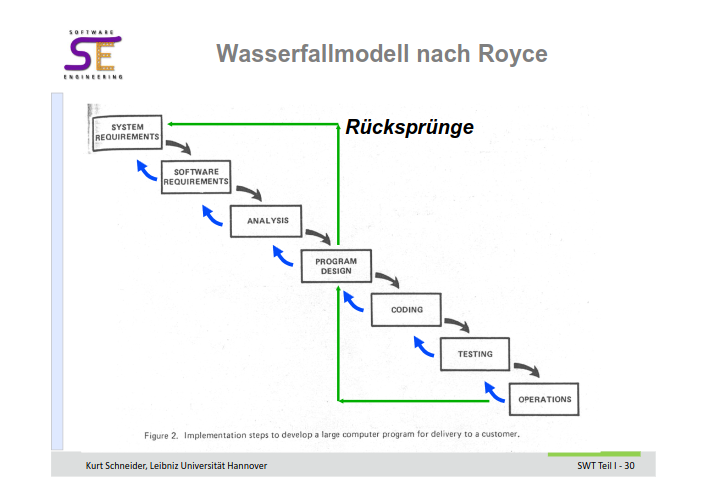 SOFTWARE
SE
ENGINEERING
Wasserfallmodell nach Royce
Rücksprünge
SYSTEM
REQUIREMENTS
SOFTWARE
REQUIREMENTS
ANALYSIS
PROGRAM
DESIGN
CODING
TESTING
OPERATIONS
Figure 2. Implementation steps to develop a large computer program for delivery to a customer.
Kurt Schneider, Leibniz Universität Hannover
SWT Teil I - 30